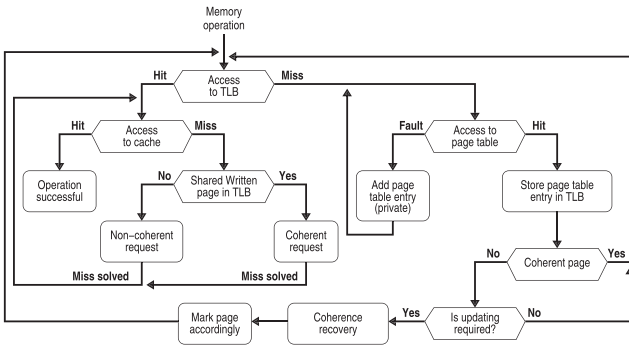 Memory
operation
Hit
Access
to TLB
Miss
Hit
Access
to cache
Miss
Fault
Access to
page table
Hit
Operation
successful
No
Shared Written
page in TLB
Yes
Add page
table entry
(private)
Store page table
entry in TLB
Non–coherent
request
Coherent
request
No
Coherent page
Yes
Miss solved
Miss solved
Mark page
accordingly
Coherence
recovery
Yes
Is updating
required?
No